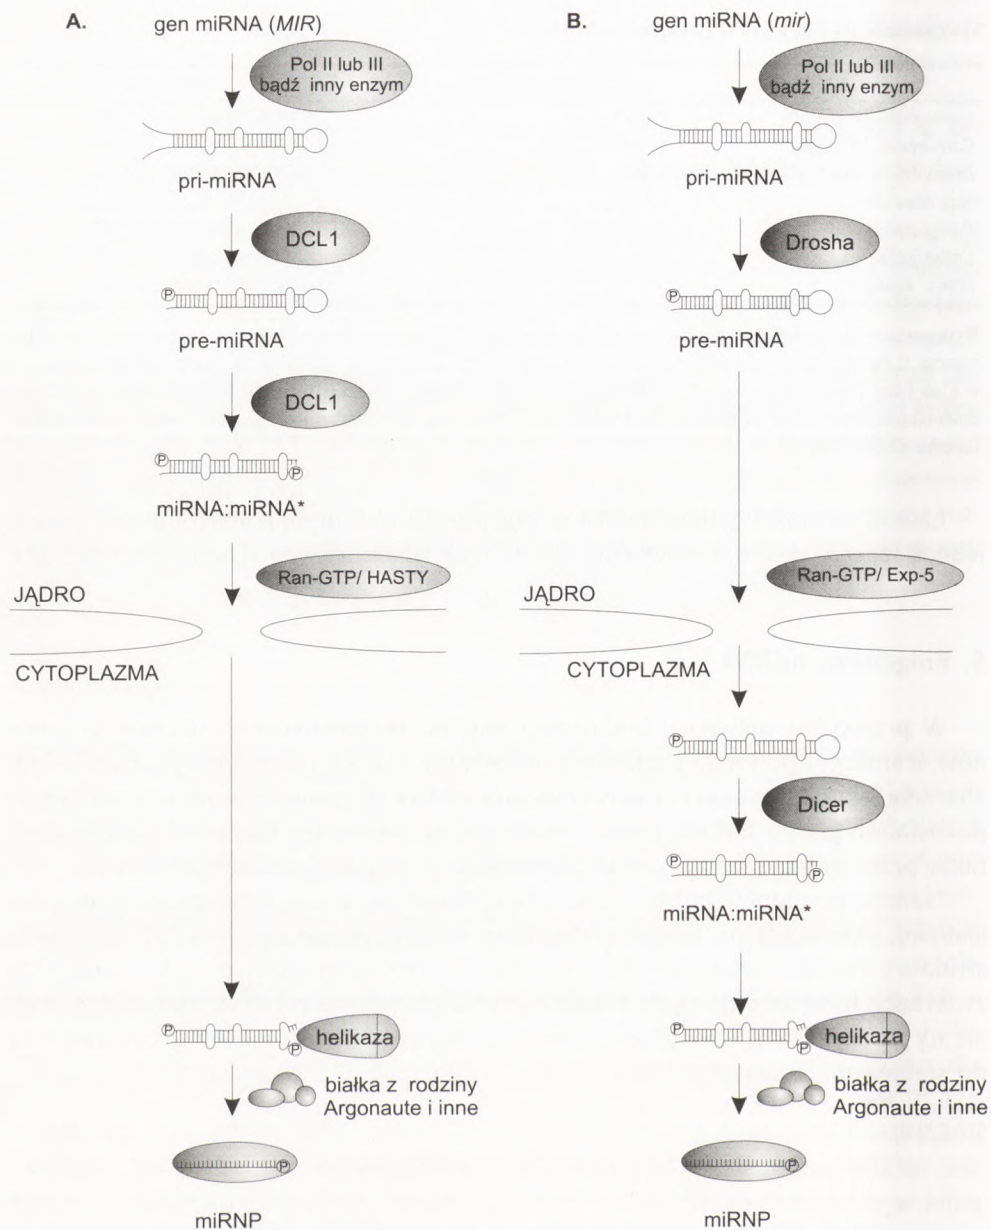 A.
gen miRNA (MIR)
Pol II lub III
bądź inny enzym
pri-miRNA
DCL1
P
pre-miRNA
DCL1
P
P
miRNA:miRNA*
Ran-GTP/ HASTY
JĄDRO
CYTOPLAZMA
P
P
helikaza
białka z rodziny
Argonaute i inne
P
miRNP
B.
gen miRNA (mir)
Pol II lub III
bądź inny enzym
pri-miRNA
Drosha
P
pre-miRNA
Ran-GTP/ Exp-5
JĄDRO
CYTOPLAZMA
P
Dicer
P
P
miRNA:miRNA*
P
P
helikaza
białka z rodziny
Argonaute i inne
P
miRNP